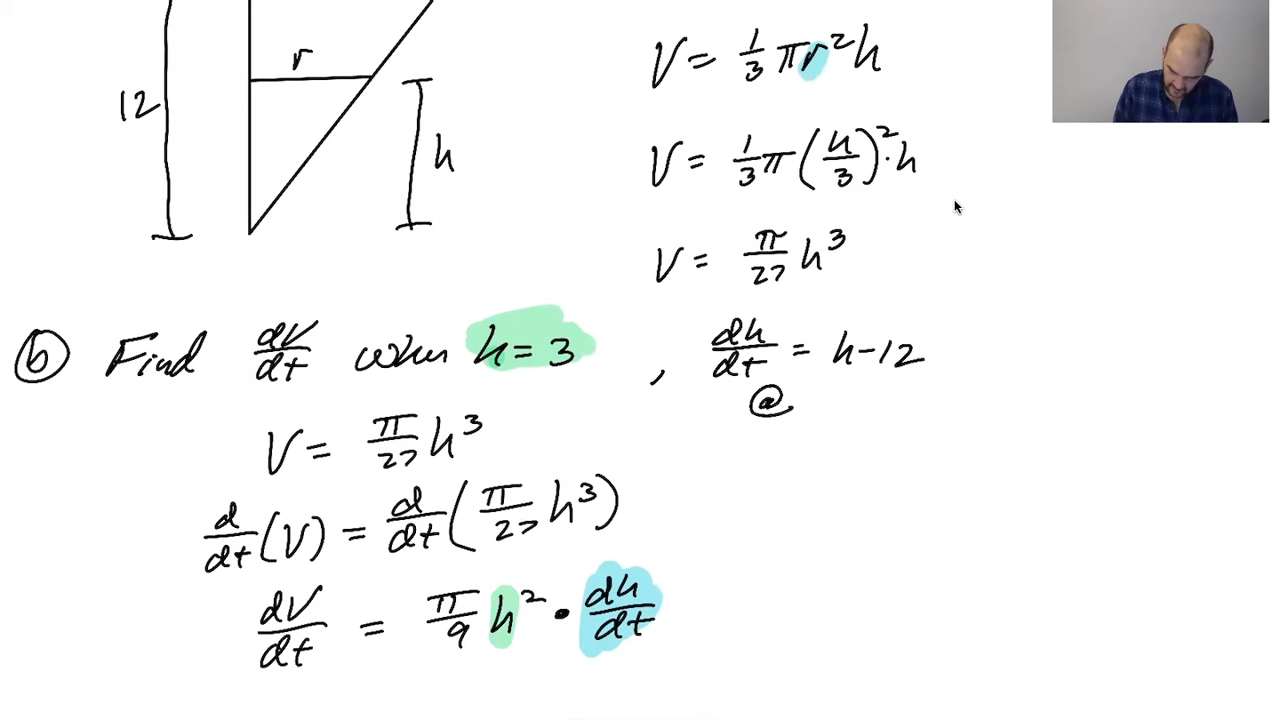 r
12
h
V = 1/3 πr²h
V = 1/3 π(h/3)²·h
V = π/27 h³
ⓑ Find dV/dt when h = 3, dh/dt = h-12
@
V = π/27 h³
d/dt (V) = d/dt (π/27 h³)
dV/dt = π/9 h² · dh/dt